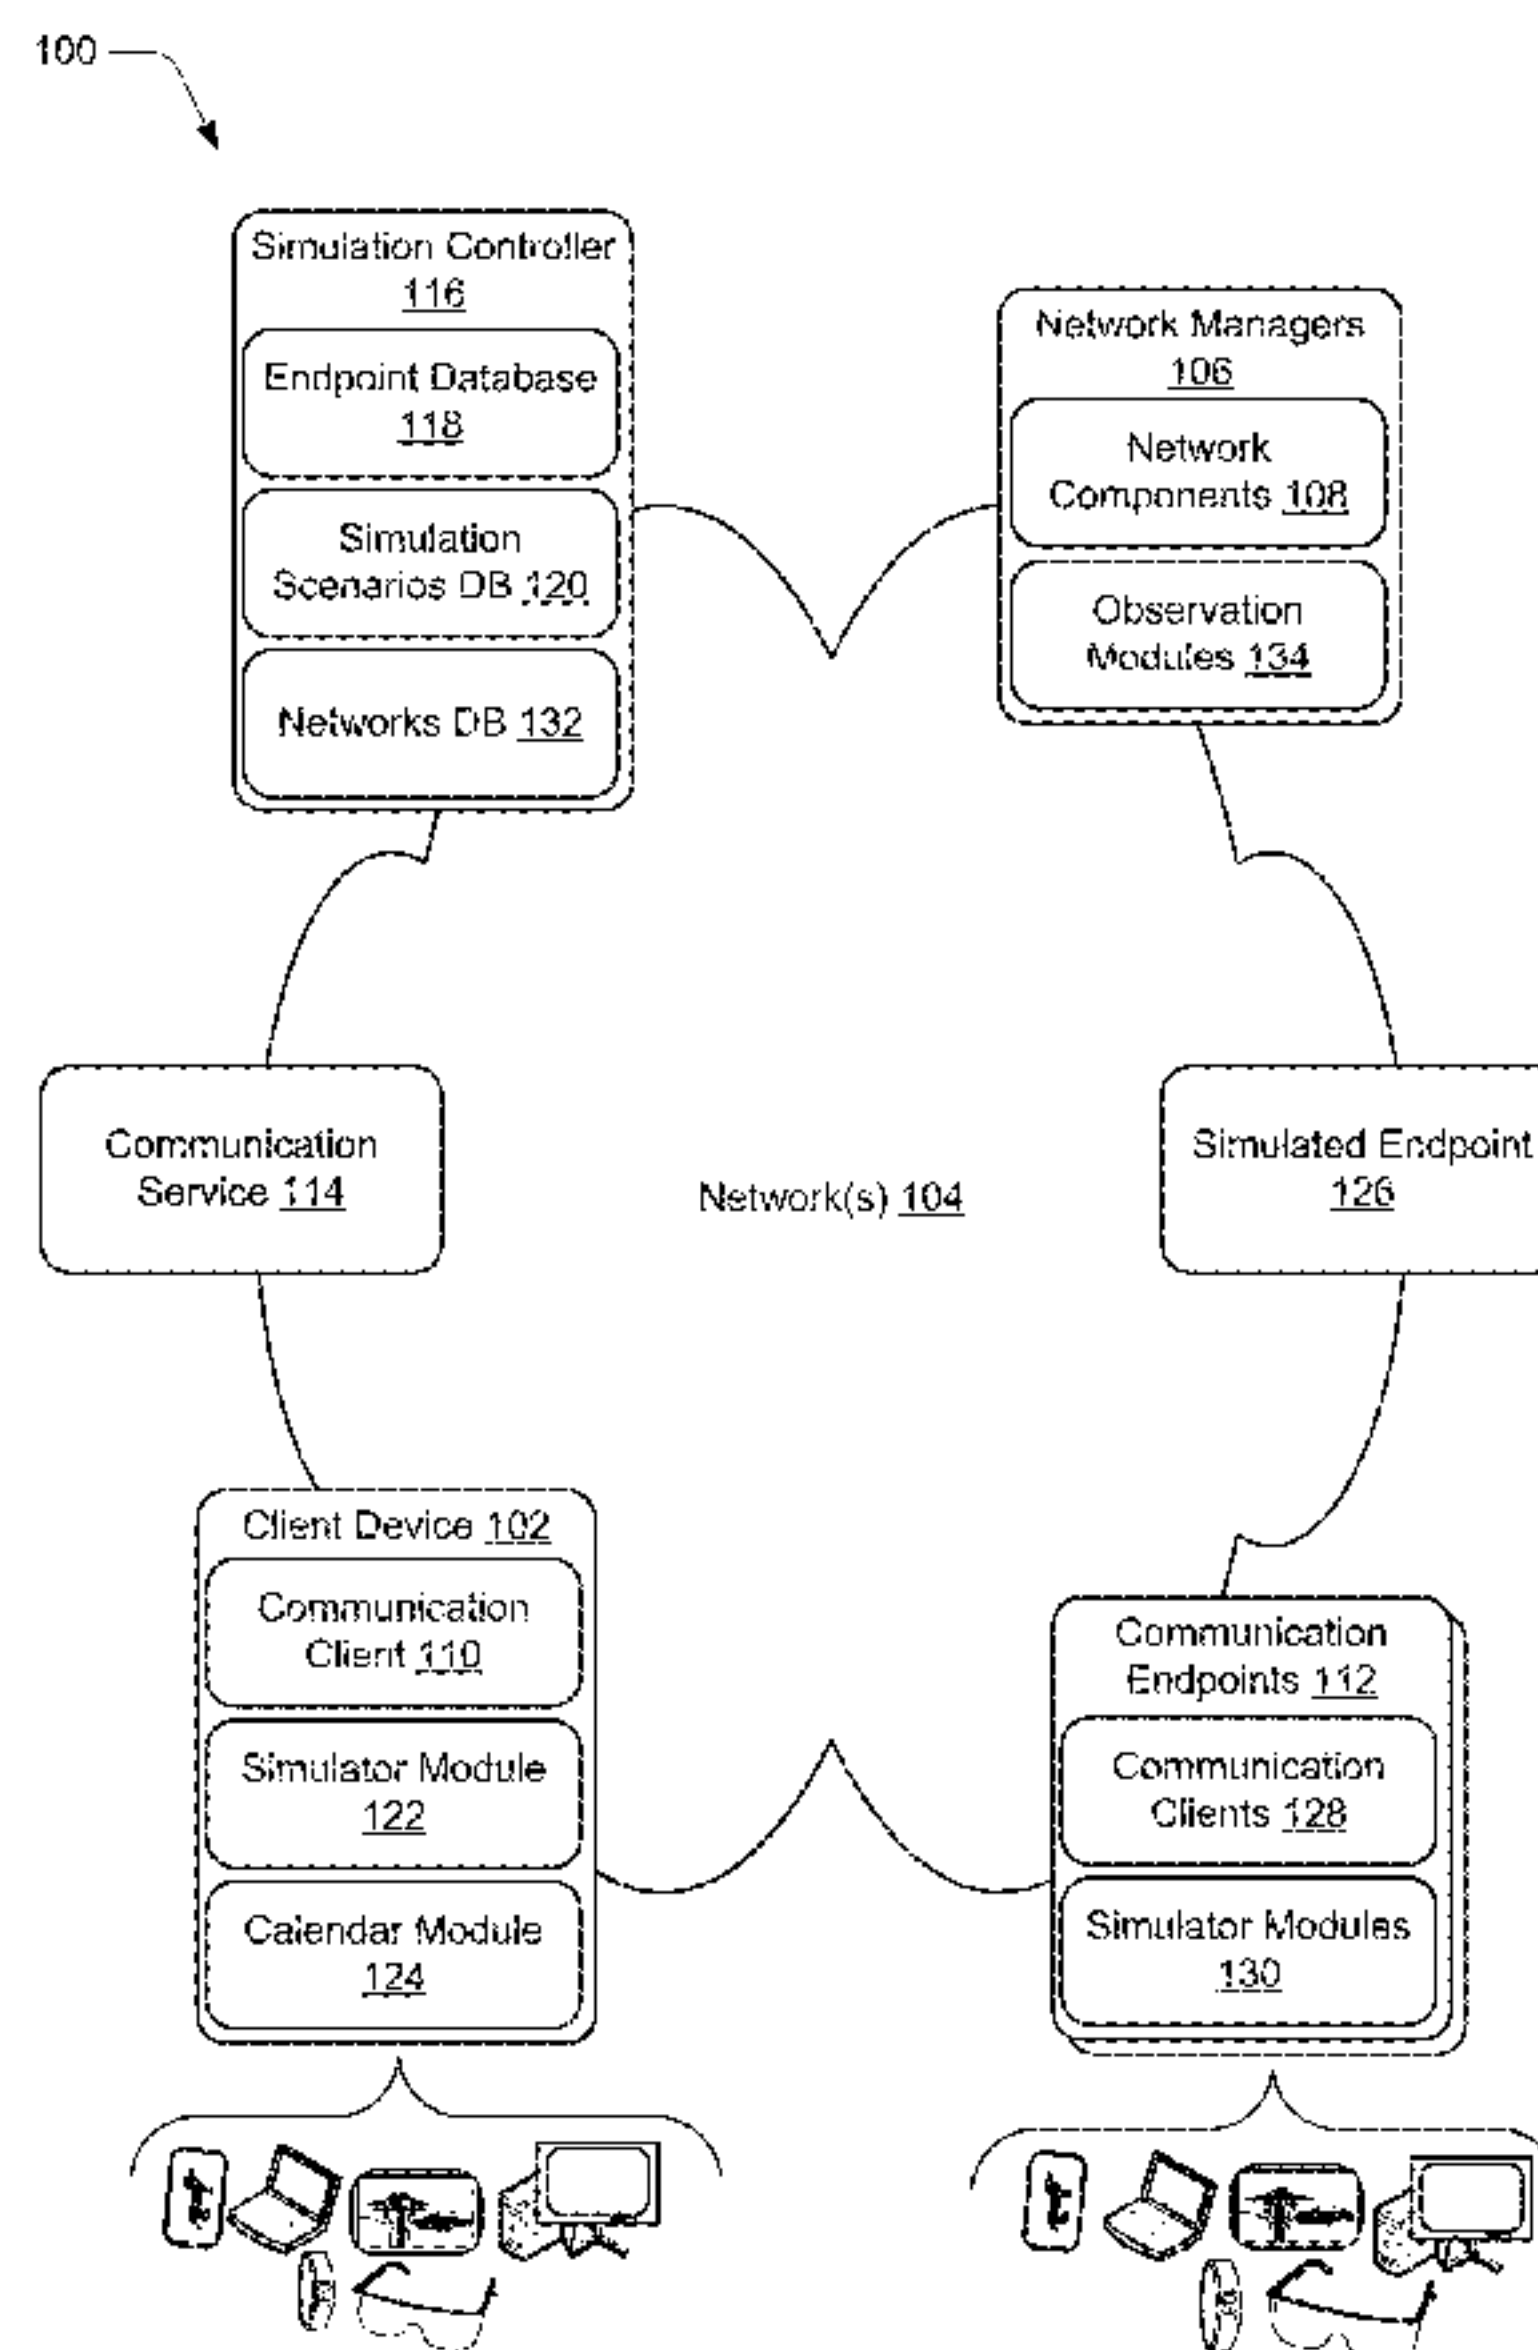 100
Simulation Controller
116
Endpoint Database
118
Simulation
Scenarios DB 120
Networks DB 132
Network Managers
106
Network
Components 108
Observation
Modules 134
Communication
Service 114
Network(s) 104
Simulated Endpoint
126
Client Device 102
Communication
Client 110
Simulator Module
122
Calendar Module
124
Communication
Endpoints 112
Communication
Clients 128
Simulator Modules
130